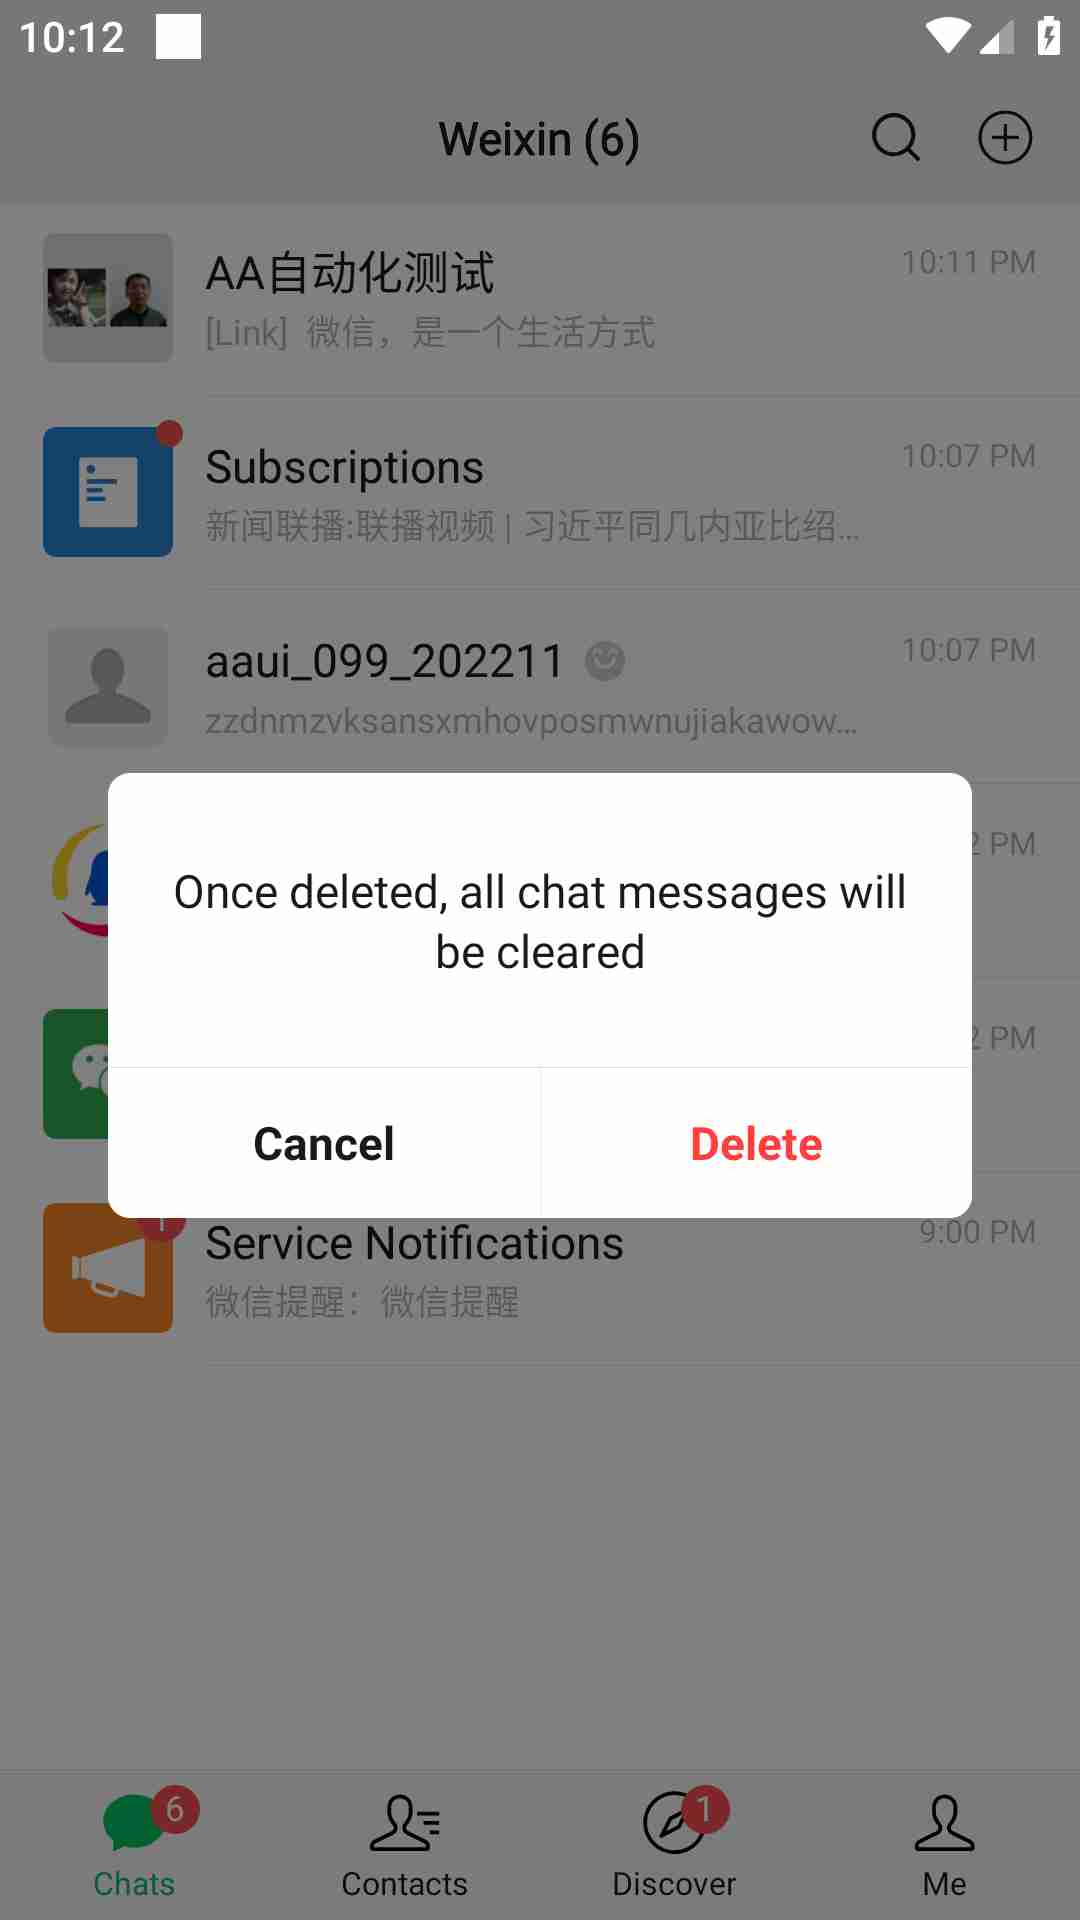 10:12
Weixin (6)
AA自动化测试
10:11 PM
[Link] 微信，是一个生活方式
Subscriptions
10:07 PM
新闻联播:联播视频 | 习近平同几内亚比绍...
aaui_099_202211
10:07 PM
zzdnmzvksansxmhovposmwnujiakawow...
2 PM
Once deleted, all chat messages will
be cleared
2 PM
Cancel
Delete
1
Service Notifications
9:00 PM
微信提醒：微信提醒
6
1
Chats
Contacts
Discover
Me